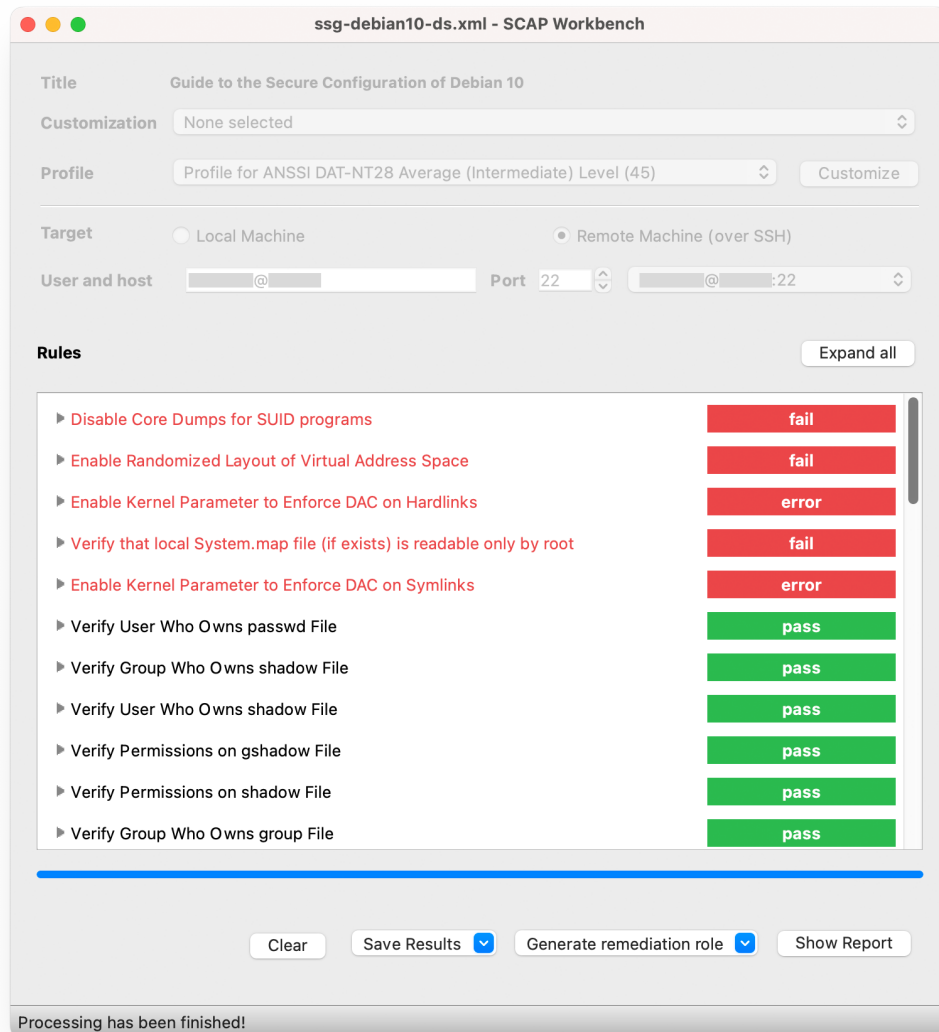 ssg-debian10-ds.xml - SCAP Workbench
Title Guide to the Secure Configuration of Debian 10
Customization None selected
Profile Profile for ANSSI DAT-NT28 Average (Intermediate) Level (45) Customize
Target Local Machine Remote Machine (over SSH)
User and host @ Port 22 @ :22
Rules Expand all
Disable Core Dumps for SUID programs fail
Enable Randomized Layout of Virtual Address Space fail
Enable Kernel Parameter to Enforce DAC on Hardlinks error
Verify that local System.map file (if exists) is readable only by root fail
Enable Kernel Parameter to Enforce DAC on Symlinks error
Verify User Who Owns passwd File pass
Verify Group Who Owns shadow File pass
Verify User Who Owns shadow File pass
Verify Permissions on gshadow File pass
Verify Permissions on shadow File pass
Verify Group Who Owns group File pass
Clear Save Results Generate remediation role Show Report
Processing has been finished!